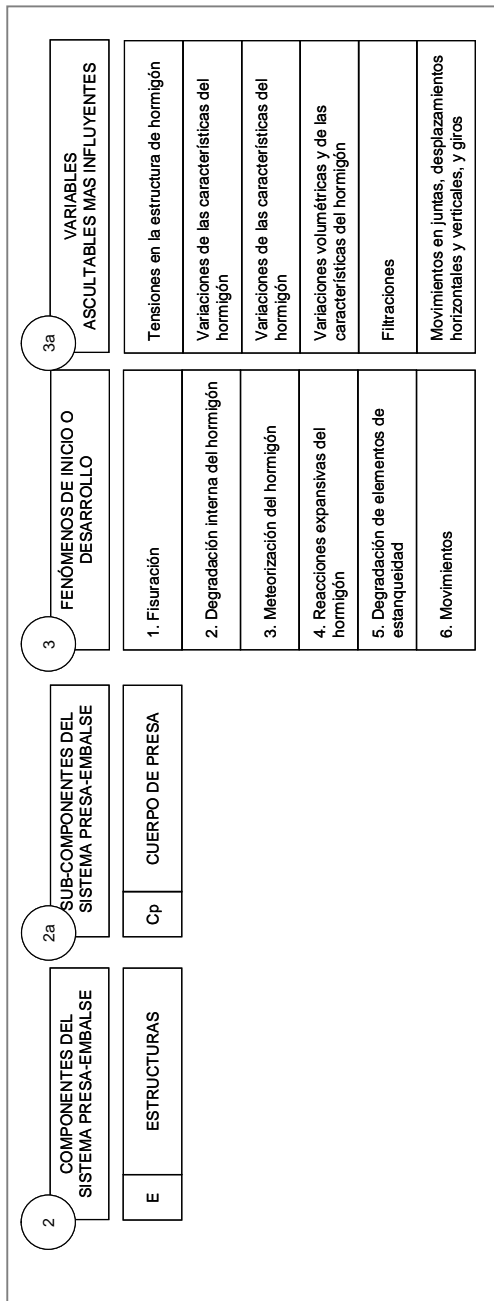 2
COMPONENTES DEL
SISTEMA PRESA-EMBALSE
E
ESTRUCTURAS
2a
SUB-COMPONENTES DEL
SISTEMA PRESA-EMBALSE
Cp
CUERPO DE PRESA
3
FENÓMENOS DE INICIO O
DESARROLLO
3a
VARIABLES
ASCULTABLES MAS INFLUYENTES
1. Fisuración
Tensiones en la estructura de hormigón
2. Degradación interna del hormigón
Variaciones de las características del
hormigón
3. Meteorización del hormigón
Variaciones de las características del
hormigón
4. Reacciones expansivas del
hormigón
Variaciones volumétricas y de las
características del hormigón
5. Degradación de elementos de
estanqueidad
Filtraciones
6. Movimientos
Movimientos en juntas, desplazamientos
horizontales y verticales, y giros